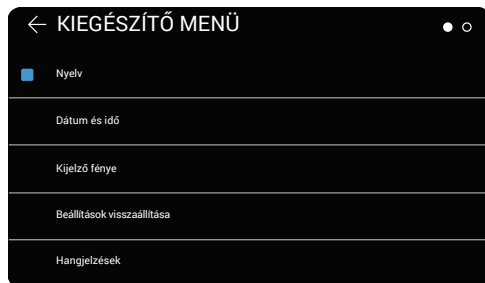 KIEGÉSZÍTŐ MENÜ
Nyelv
Dátum és idő
Kijelző fénye
Beállítások visszaállítása
Hangjelzések